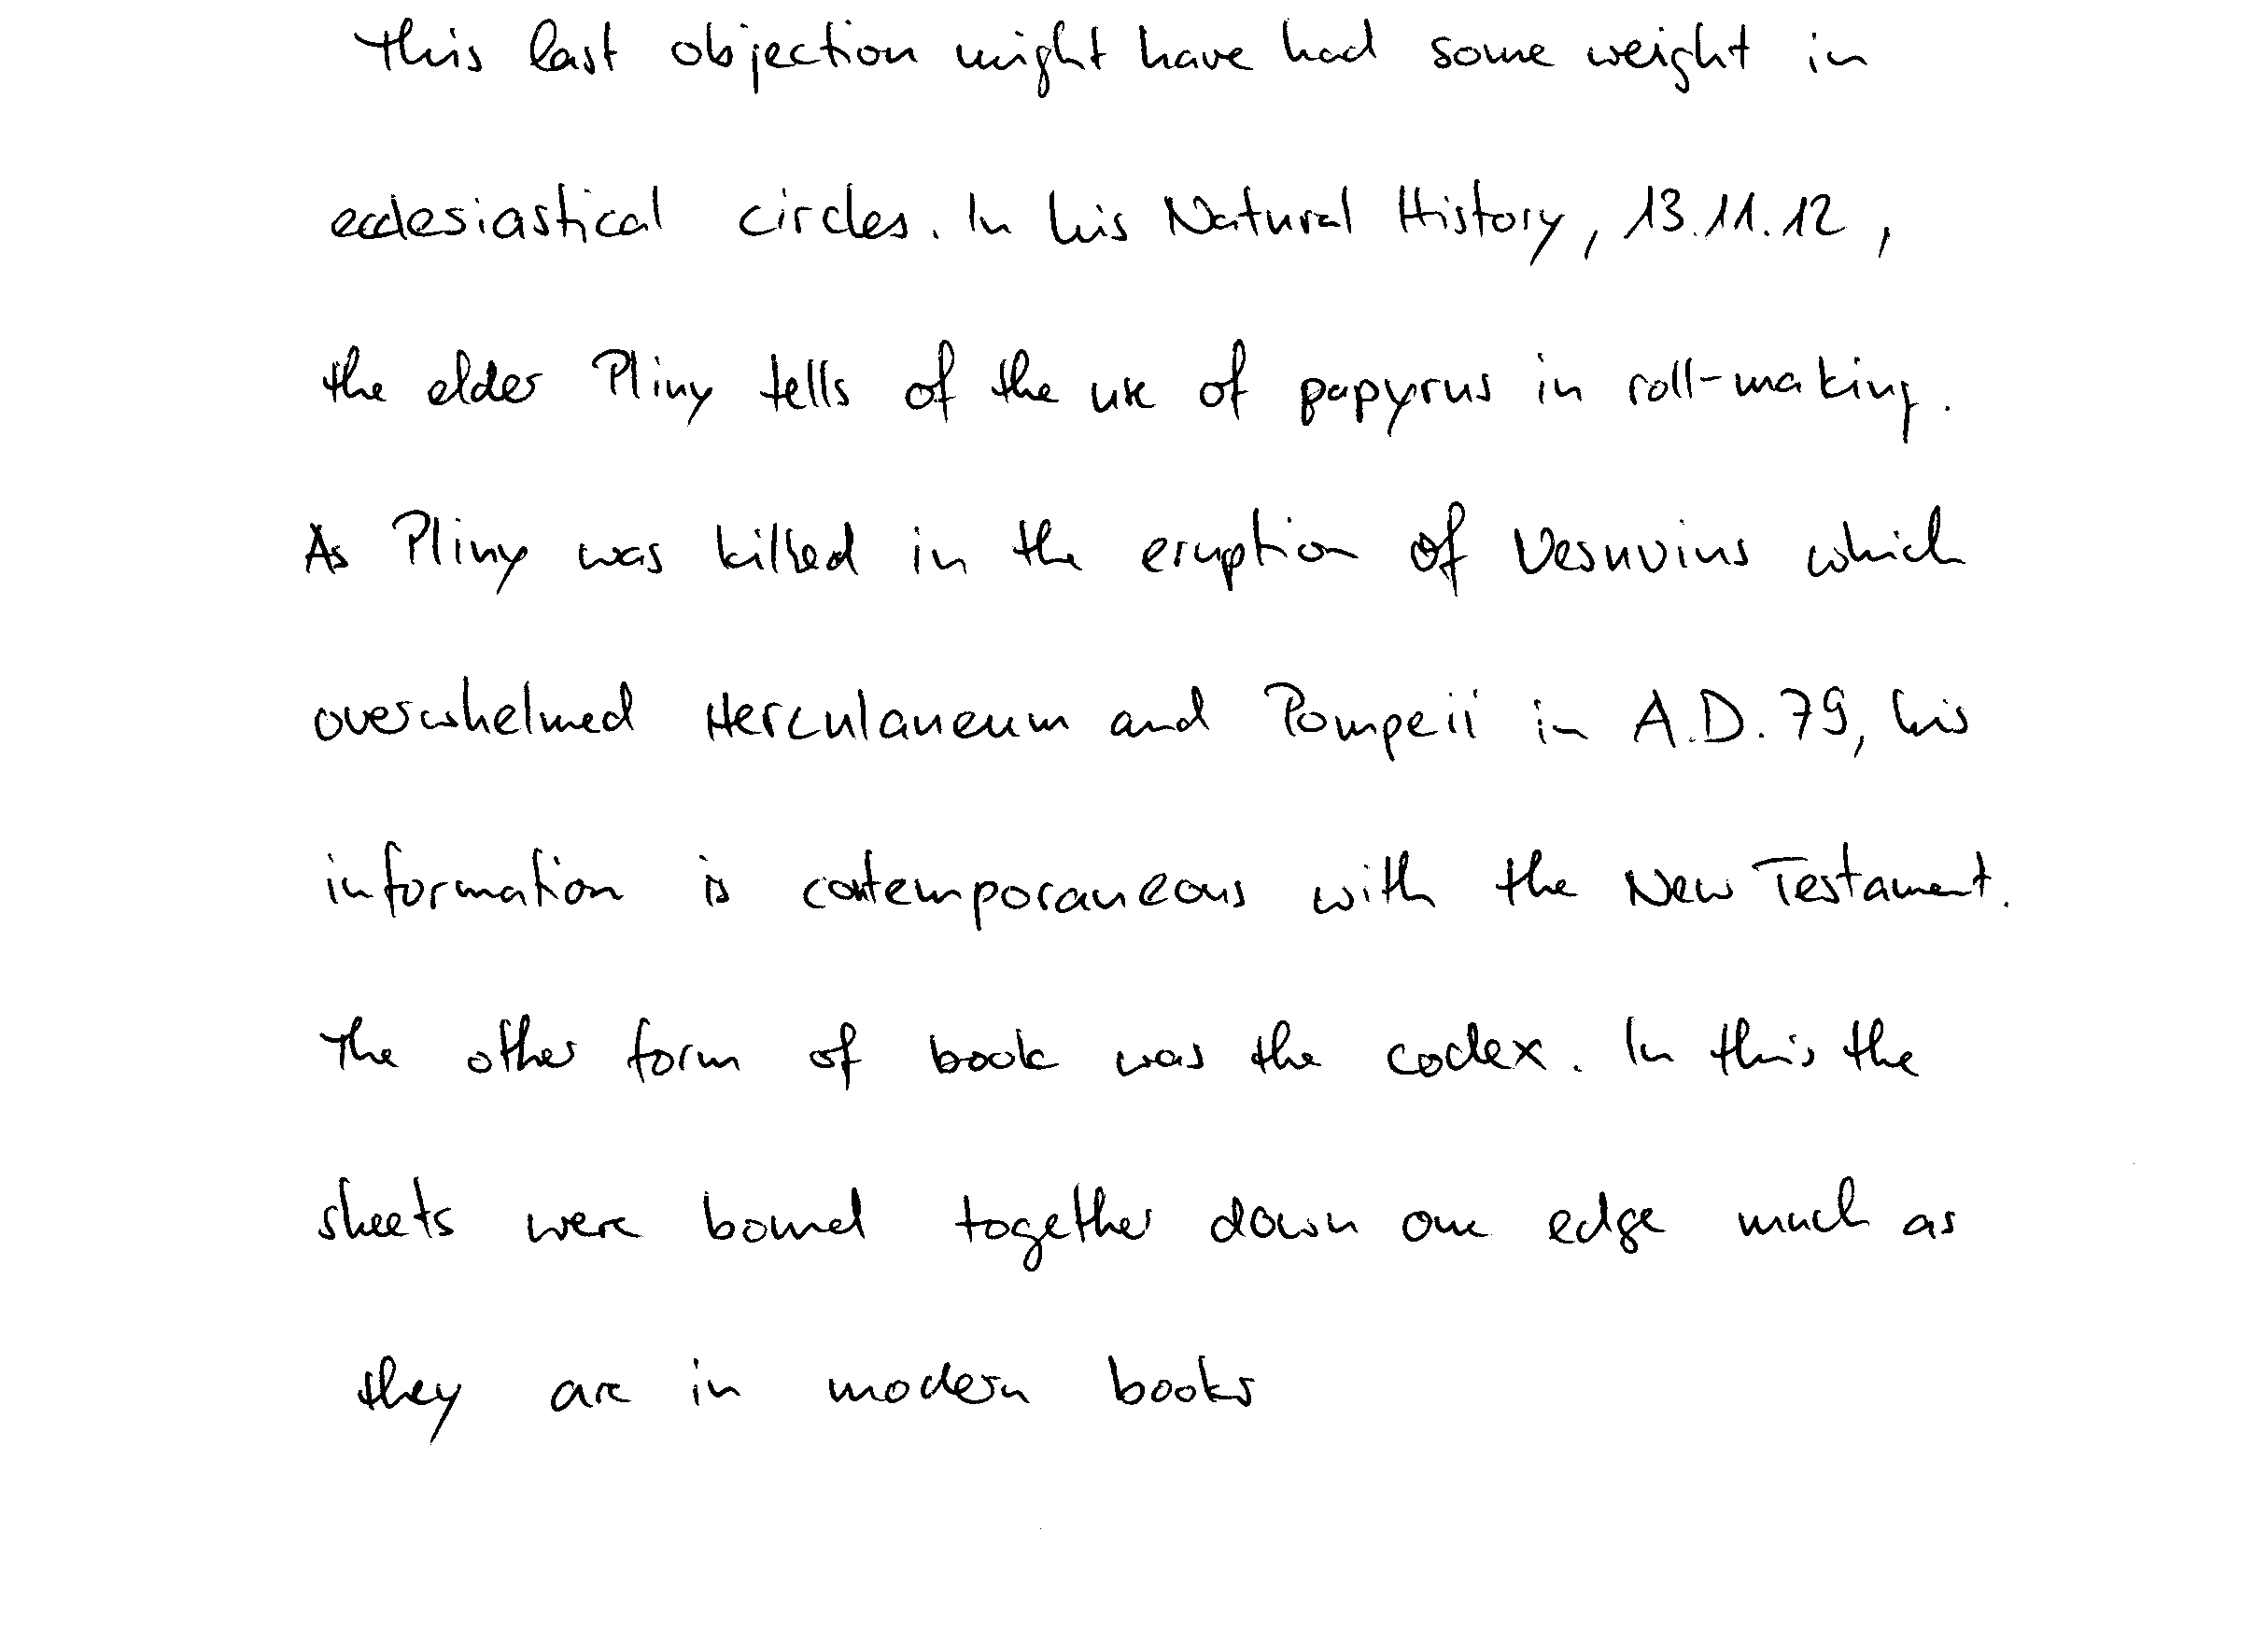 This last objection might have had some weight in
ecclesiastical circles. In his Natural History, 13.11.12,
the elder Pliny tells of the use of papyrus in roll-making.
As Pliny was killed in the eruption of Vesuvius which
overwhelmed Herculaneum and Pompeii in A.D. 79, his
information is contemporaneous with the New Testament.
The other form of book was the codex. In this the
sheets were bound together down one edge much as
they are in modern books